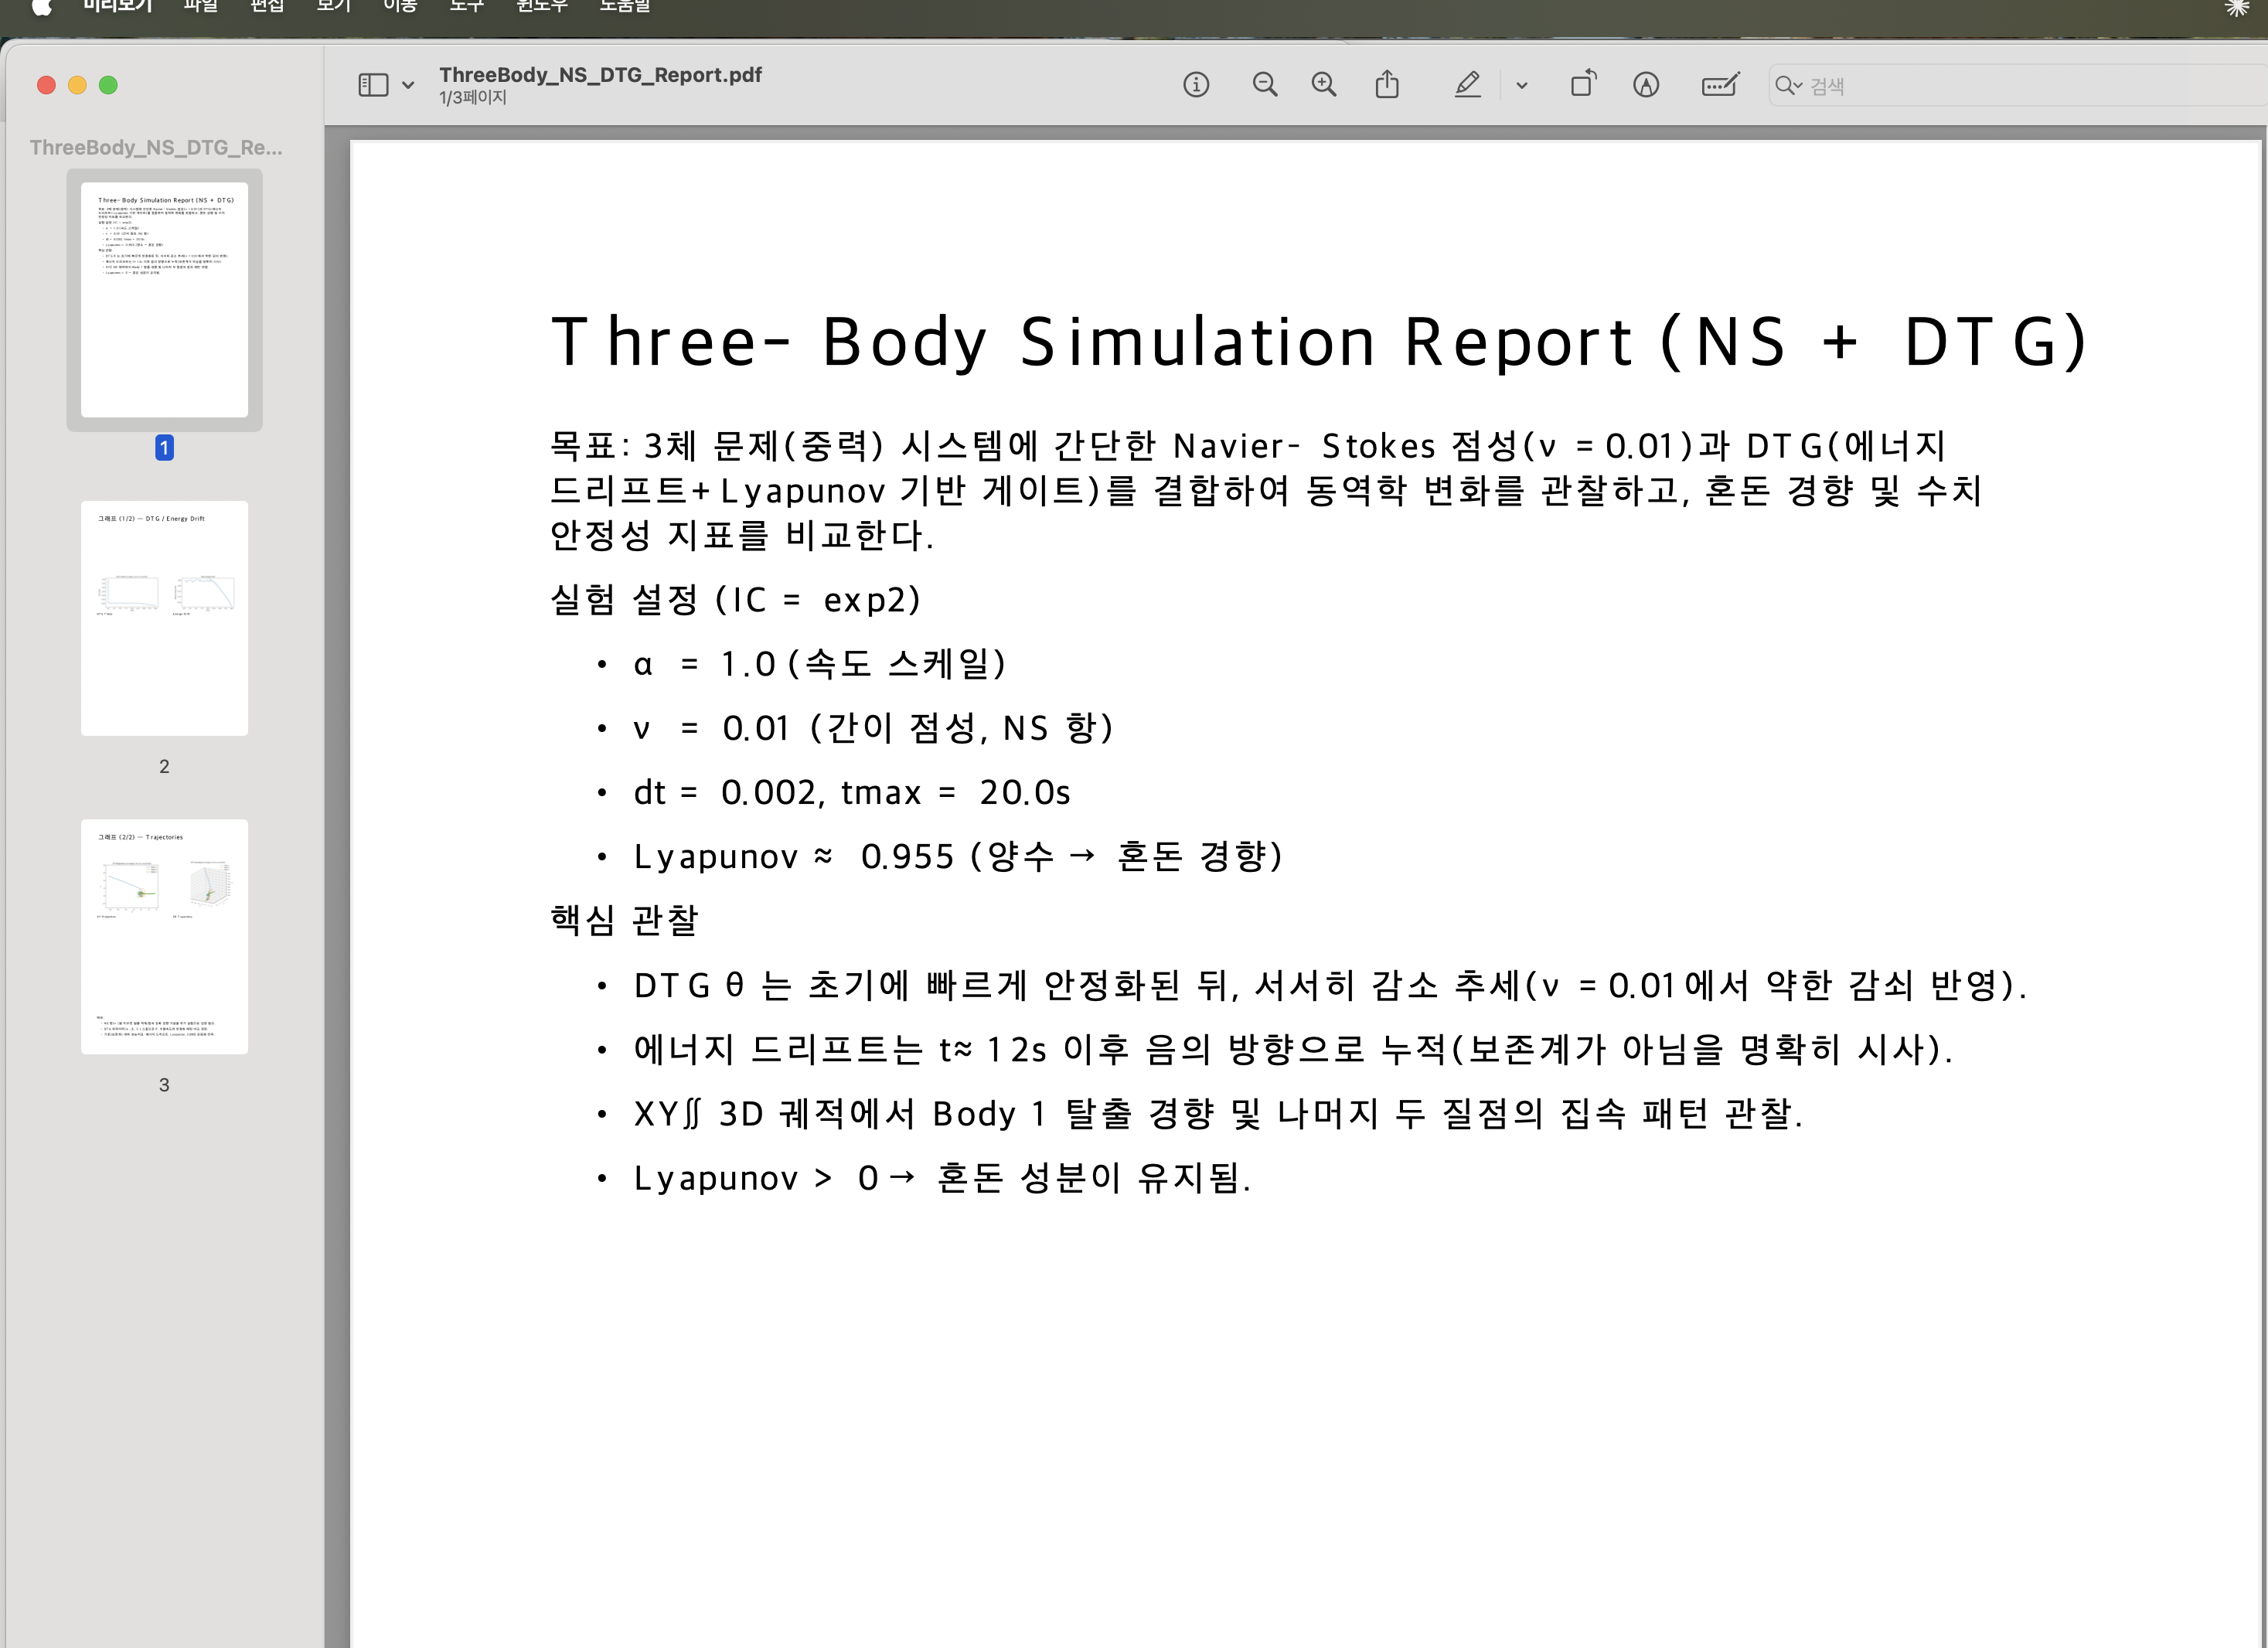 미리보기 파일 편집 보기 이동 도구 윈도우 도움말
ThreeBody_NS_DTG_Report.pdf
1/3페이지
검색
ThreeBody_NS_DTG_Re...
1
그래프 (1/2) — DTG / Energy Drift
2
그래프 (2/2) — Trajectories
3
Three- Body Simulation Report (NS + DTG)
목표: 3체 문제(중력) 시스템에 간단한 Navier- Stokes 점성(ν = 0.01)과 DTG(에너지
드리프트+ Lyapunov 기반 게이트)를 결합하여 동역학 변화를 관찰하고, 혼돈 경향 및 수치
안정성 지표를 비교한다.
실험 설정 (IC = exp2)
• α = 1.0 (속도 스케일)
• ν = 0.01 (간이 점성, NS 항)
• dt = 0.002, tmax = 20.0s
• Lyapunov ≈ 0.955 (양수 → 혼돈 경향)
핵심 관찰
• DTG θ 는 초기에 빠르게 안정화된 뒤, 서서히 감소 추세(ν = 0.01에서 약한 감쇠 반영).
• 에너지 드리프트는 t≈ 12s 이후 음의 방향으로 누적(보존계가 아님을 명확히 시사).
• XY∬ 3D 궤적에서 Body 1 탈출 경향 및 나머지 두 질점의 집속 패턴 관찰.
• Lyapunov > 0 → 혼돈 성분이 유지됨.